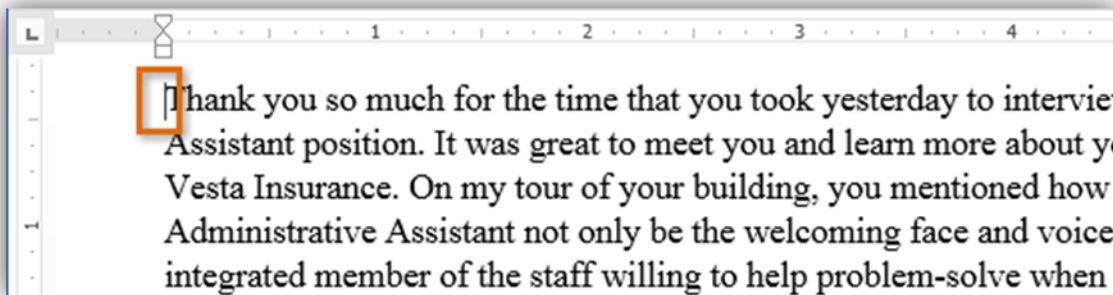 L 1 2 3 4
Thank you so much for the time that you took yesterday to
Assistant position. It was great to meet you and learn more about
Vesta Insurance. On my tour of your building, you mentioned how
1
Administrative Assistant not only be the welcoming face and voice
integrated member of the staff willing to help problem-solve when